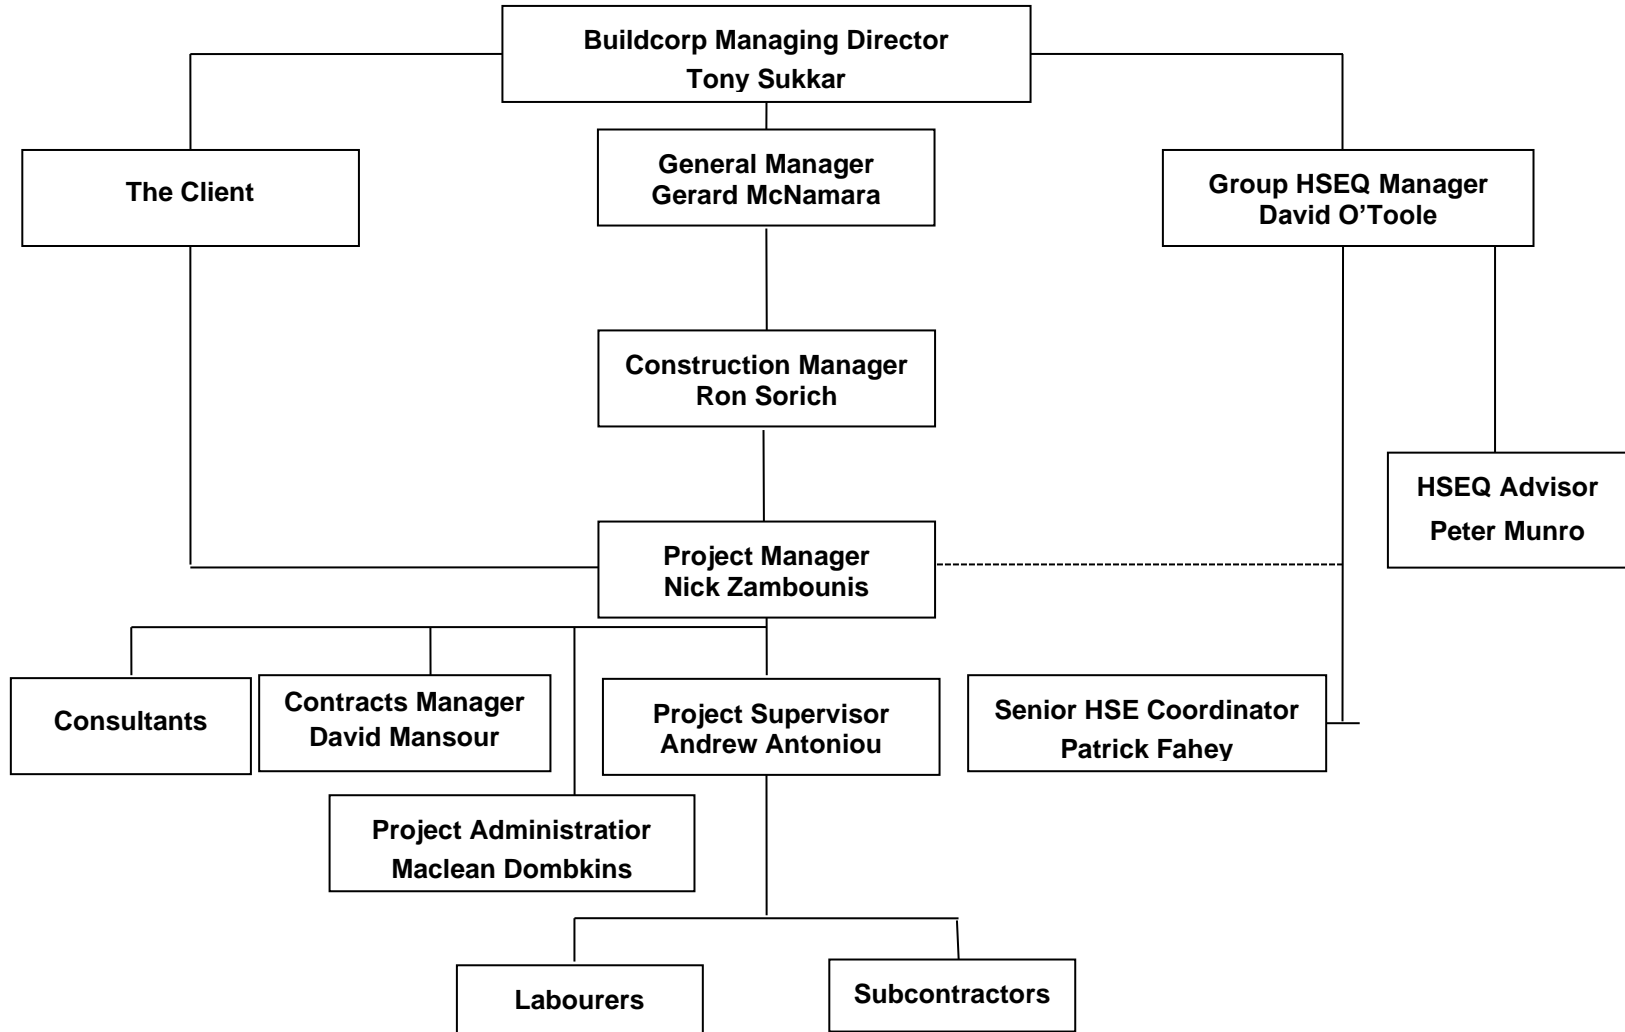 Buildcorp Managing Director
Tony Sukkar
The Client
General Manager
Gerard McNamara
Group HSEQ Manager
David O’Toole
Construction Manager
Ron Sorich
HSEQ Advisor
Peter Munro
Project Manager
Nick Zambounis
Consultants
Contracts Manager
David Mansour
Project Supervisor
Andrew Antoniou
Senior HSE Coordinator
Patrick Fahey
Project Administratior
Maclean Dombkins
Labourers
Subcontractors